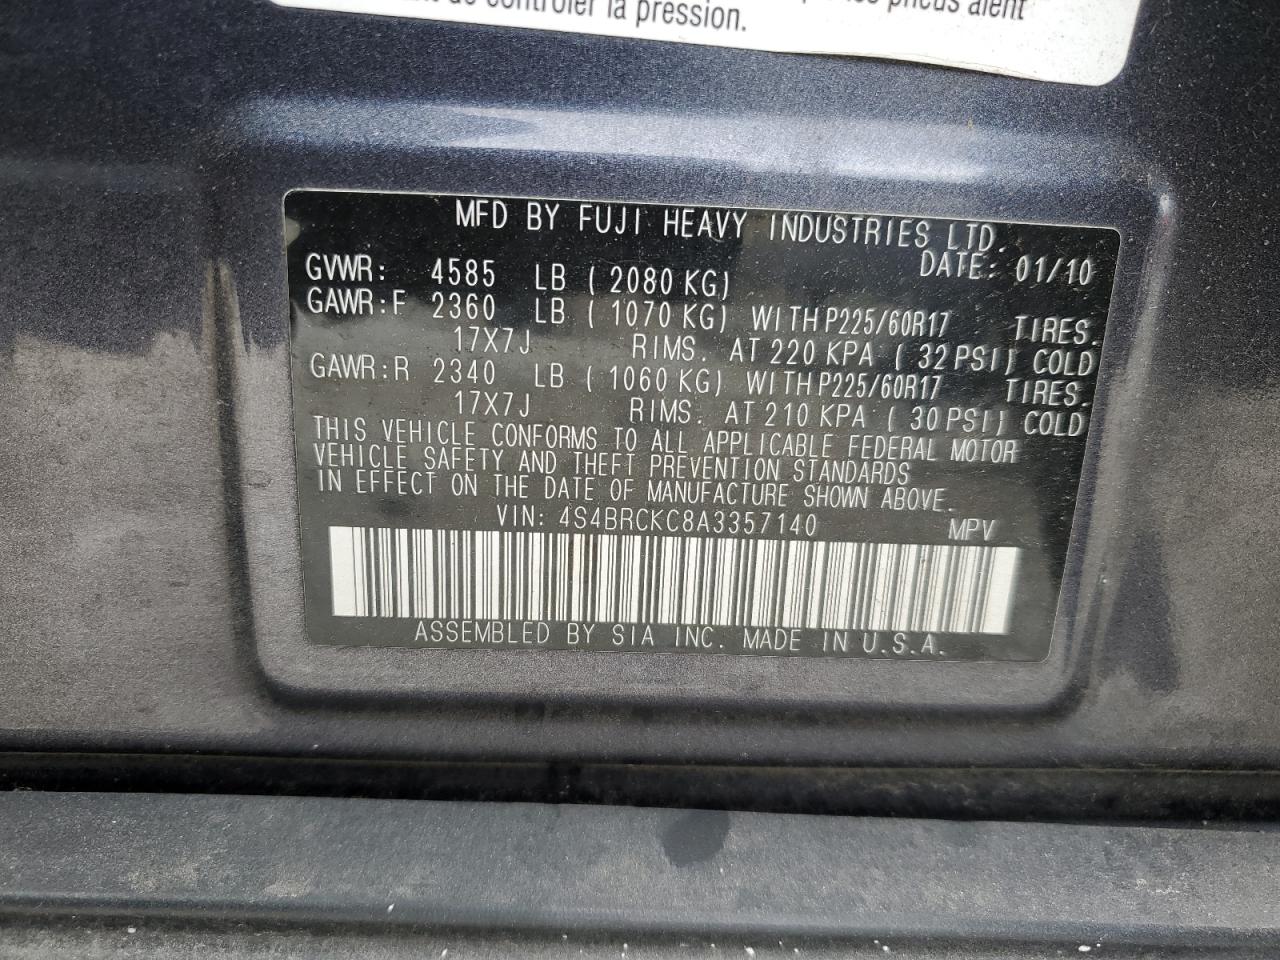 de contrôler la pression.
pneus aient
MFD BY FUJI HEAVY INDUSTRIES LTD.
DATE: 01/10
GVWR: 4585 LB ( 2080 KG)
GAWR:F 2360 LB ( 1070 KG) WITH P225/60R17 TIRES.
17X7J RIMS. AT 220 KPA ( 32 PSI) COLD
GAWR:R 2340 LB ( 1060 KG) WITH P225/60R17 TIRES.
17X7J RIMS. AT 210 KPA ( 30 PSI) COLD
THIS VEHICLE CONFORMS TO ALL APPLICABLE FEDERAL MOTOR
VEHICLE SAFETY AND THEFT PREVENTION STANDARDS
IN EFFECT ON THE DATE OF MANUFACTURE SHOWN ABOVE.
VIN: 4S4BRCKC8A3357140 MPV
ASSEMBLED BY SIA INC. MADE IN U.S.A.